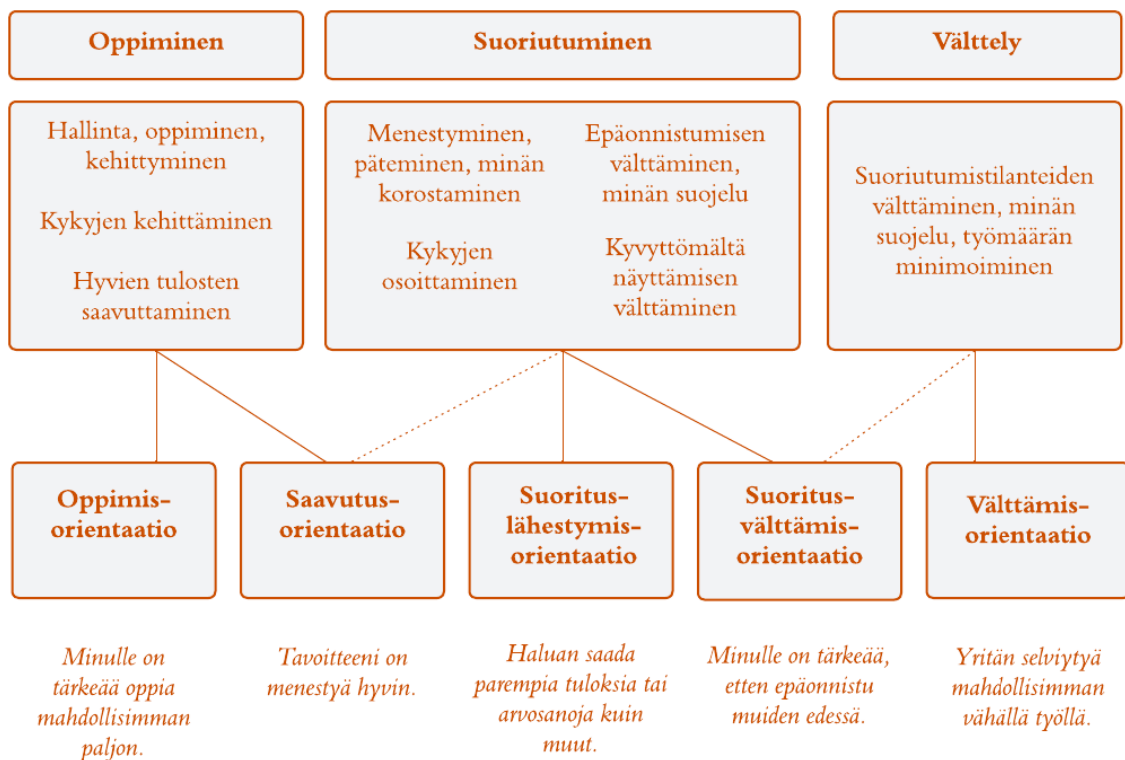 Oppiminen
Suoriutuminen
Välttely
Hallinta, oppiminen,
kehittyminen
Kykyjen kehittäminen
Hyvien tulosten
saavuttaminen
Menestyminen,
päteminen, minän
korostaminen
Kykyjen
osoittaminen
Epäonnistumisen
välttäminen,
minän suojelu
Kyvyttömältä
näyttämisen
välttäminen
Suoriutumistilanteiden
välttäminen, minän
suojelu, työmäärän
minimoiminen
Oppimis-
orientaatio
Saavutus-
orientaatio
Suoritus-
lähestymis-
orientaatio
Suoritus-
välttämis-
orientaatio
Välttämis-
orientaatio
Minulle on
tärkeää oppia
mahdollisimman
paljon.
Tavoitteeni on
menestyä hyvin.
Haluan saada
parempia tuloksia tai
arvosanoja kuin
muut.
Minulle on tärkeää,
etten epäonnistu
muiden edessä.
Yritän selviytyä
mahdollisimman
vähällä työllä.